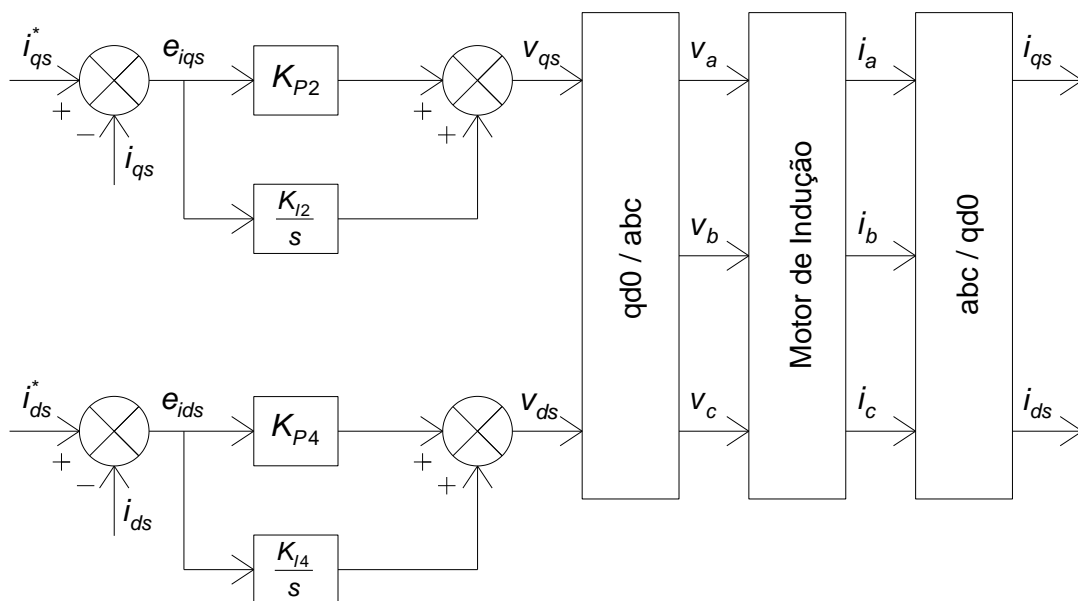 i*qs
eiqs
KP2
vqs
va
ia
iqs
+
−
+
+
iqs
KI2
s
qd0 / abc
vb
Motor de Indução
ib
abc / qd0
i*ds
eids
KP4
vds
vc
ic
ids
+
−
+
+
ids
KI4
s